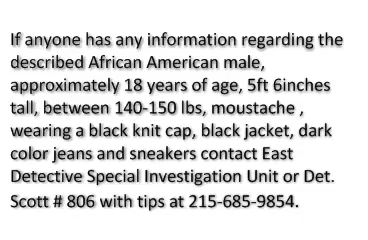 If anyone has any information regarding the
described African American male,
approximately 18 years of age, 5ft 6inches
tall, between 140-150 lbs, moustache ,
wearing a black knit cap, black jacket, dark
color jeans and sneakers contact East
Detective Special Investigation Unit or Det.
Scott # 806 with tips at 215-685-9854.